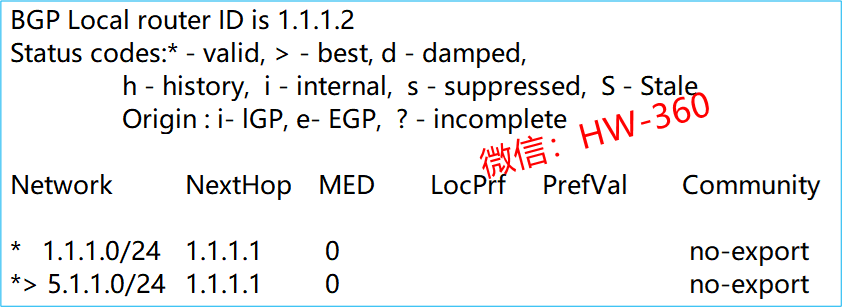 BGP Local router ID is 1.1.1.2
Status codes:* - valid, > - best, d - damped,
h - history, i - internal, s - suppressed, S - Stale
Origin : i- lGP, e- EGP, ? - incomplete
微信：HW-360
Network NextHop MED LocPrf PrefVal Community
* 1.1.1.0/24 1.1.1.1 0 no-export
*> 5.1.1.0/24 1.1.1.1 0 no-export